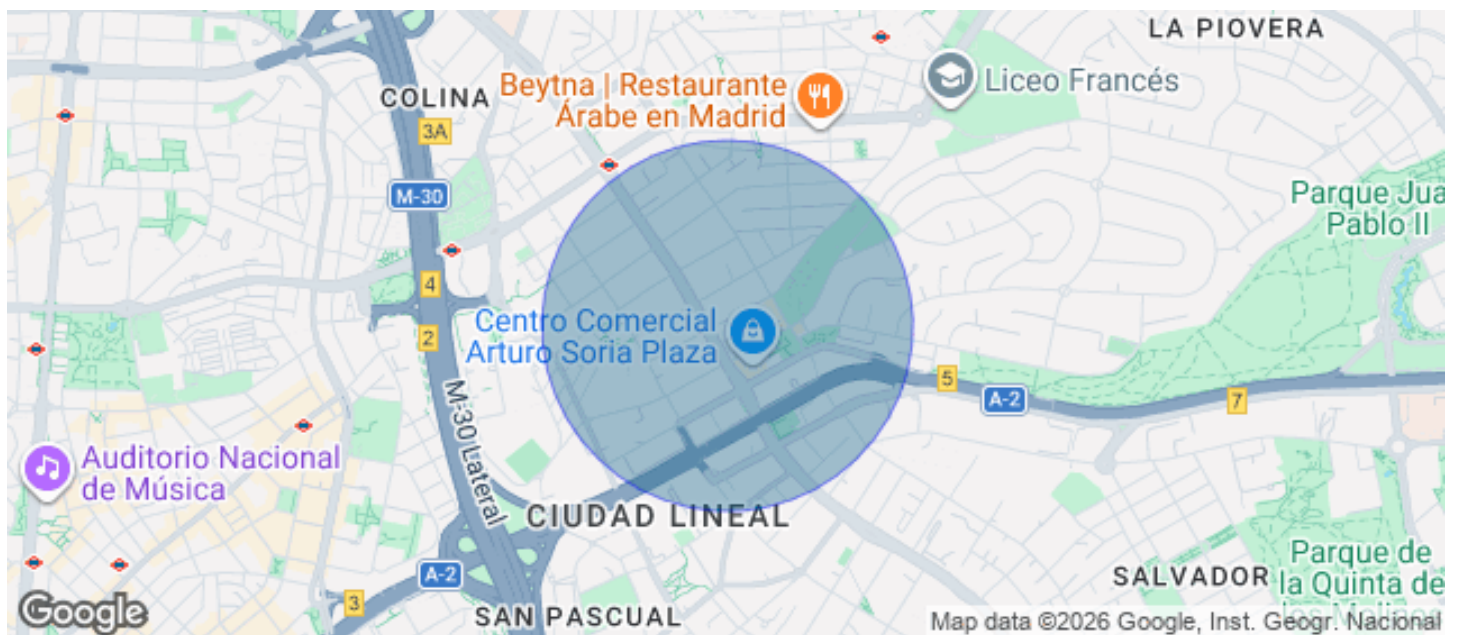 LA PIOVERA
Beytna | Restaurante
Árabe en Madrid
Liceo Francés
COLINA
3A
M-30
Parque Jua
Pablo II
4
Centro Comercial
Arturo Soria Plaza
2
5
A-2
7
M-30 Lateral
Auditorio Nacional
de Música
CIUDAD LINEAL
A-2
Parque de
la Quinta de
los Molinos
SALVADOR
3
SAN PASCUAL
Google
Map data ©2026 Google, Inst. Geogr. Nacional